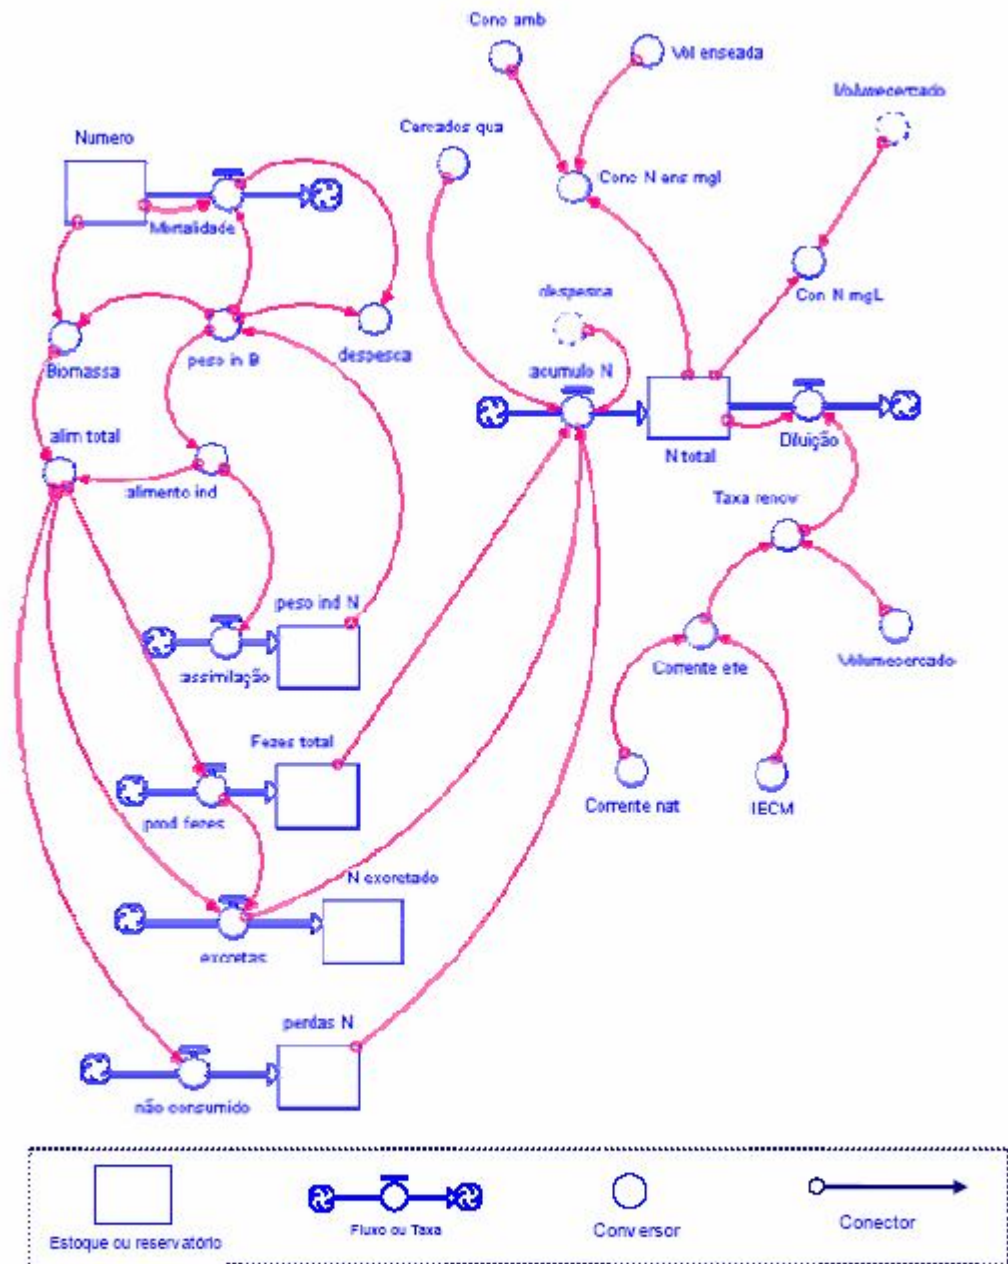 Conc amb
Vol enseada
Volumecercado
Cercados qua
Numero
Conc N ens mgl
Mortalidade
Con N mgL
despesca
Biomassa
peso in B
despesca
acumulo N
alim total
N total
Diluição
alimento ind
Taxa renov
peso ind N
assimilação
Corrente efe
Volumecercado
Fezes total
prod fezes
Corrente nat
IECM
N excretado
excretas
perdas N
não consumido
Estoque ou reservatório
Fluxo ou Taxa
Conversor
Conector